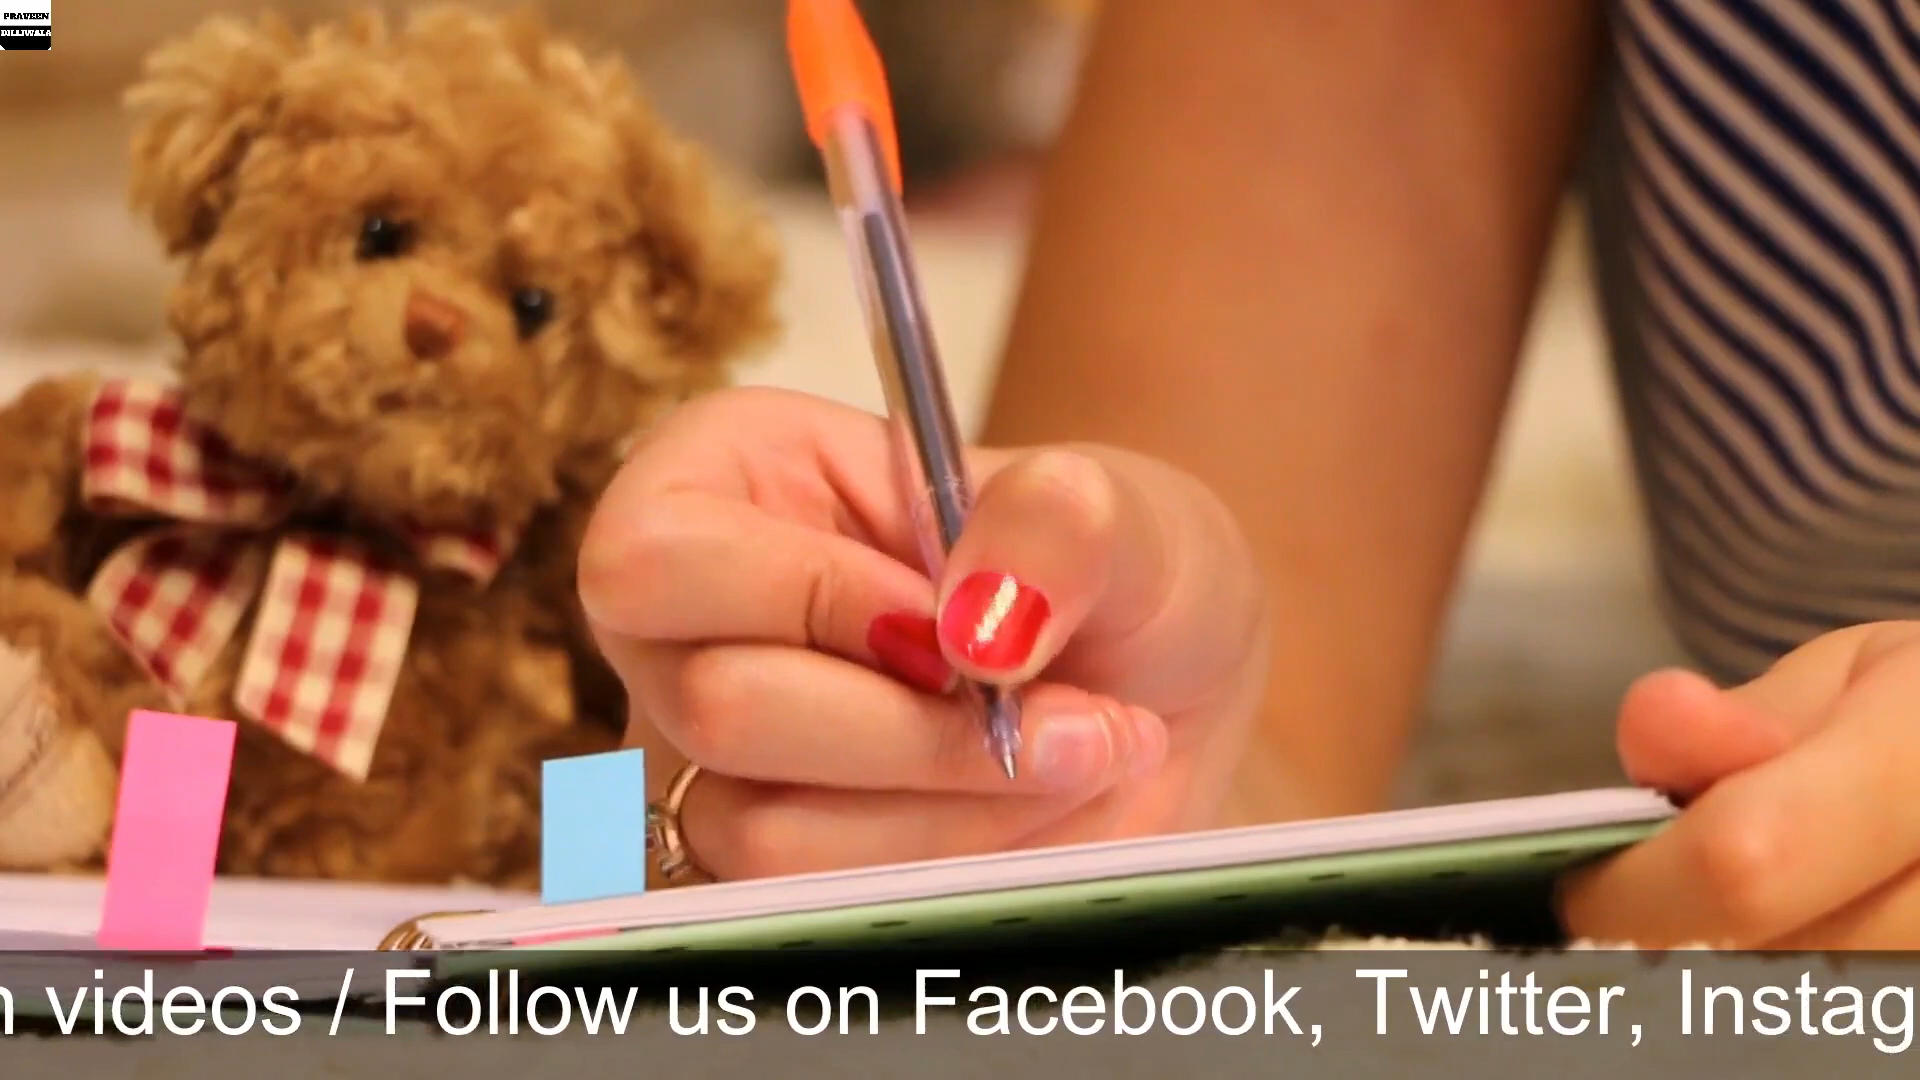 PRAVEEN
DILLIWALA
n videos / Follow us on Facebook, Twitter, Instag